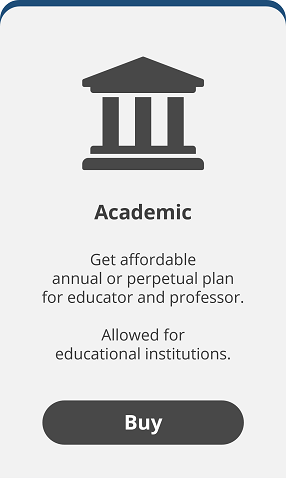 Academic
Get affordable
annual or perpetual plan
for educator and professor.
Allowed for
educational institutions.
Buy